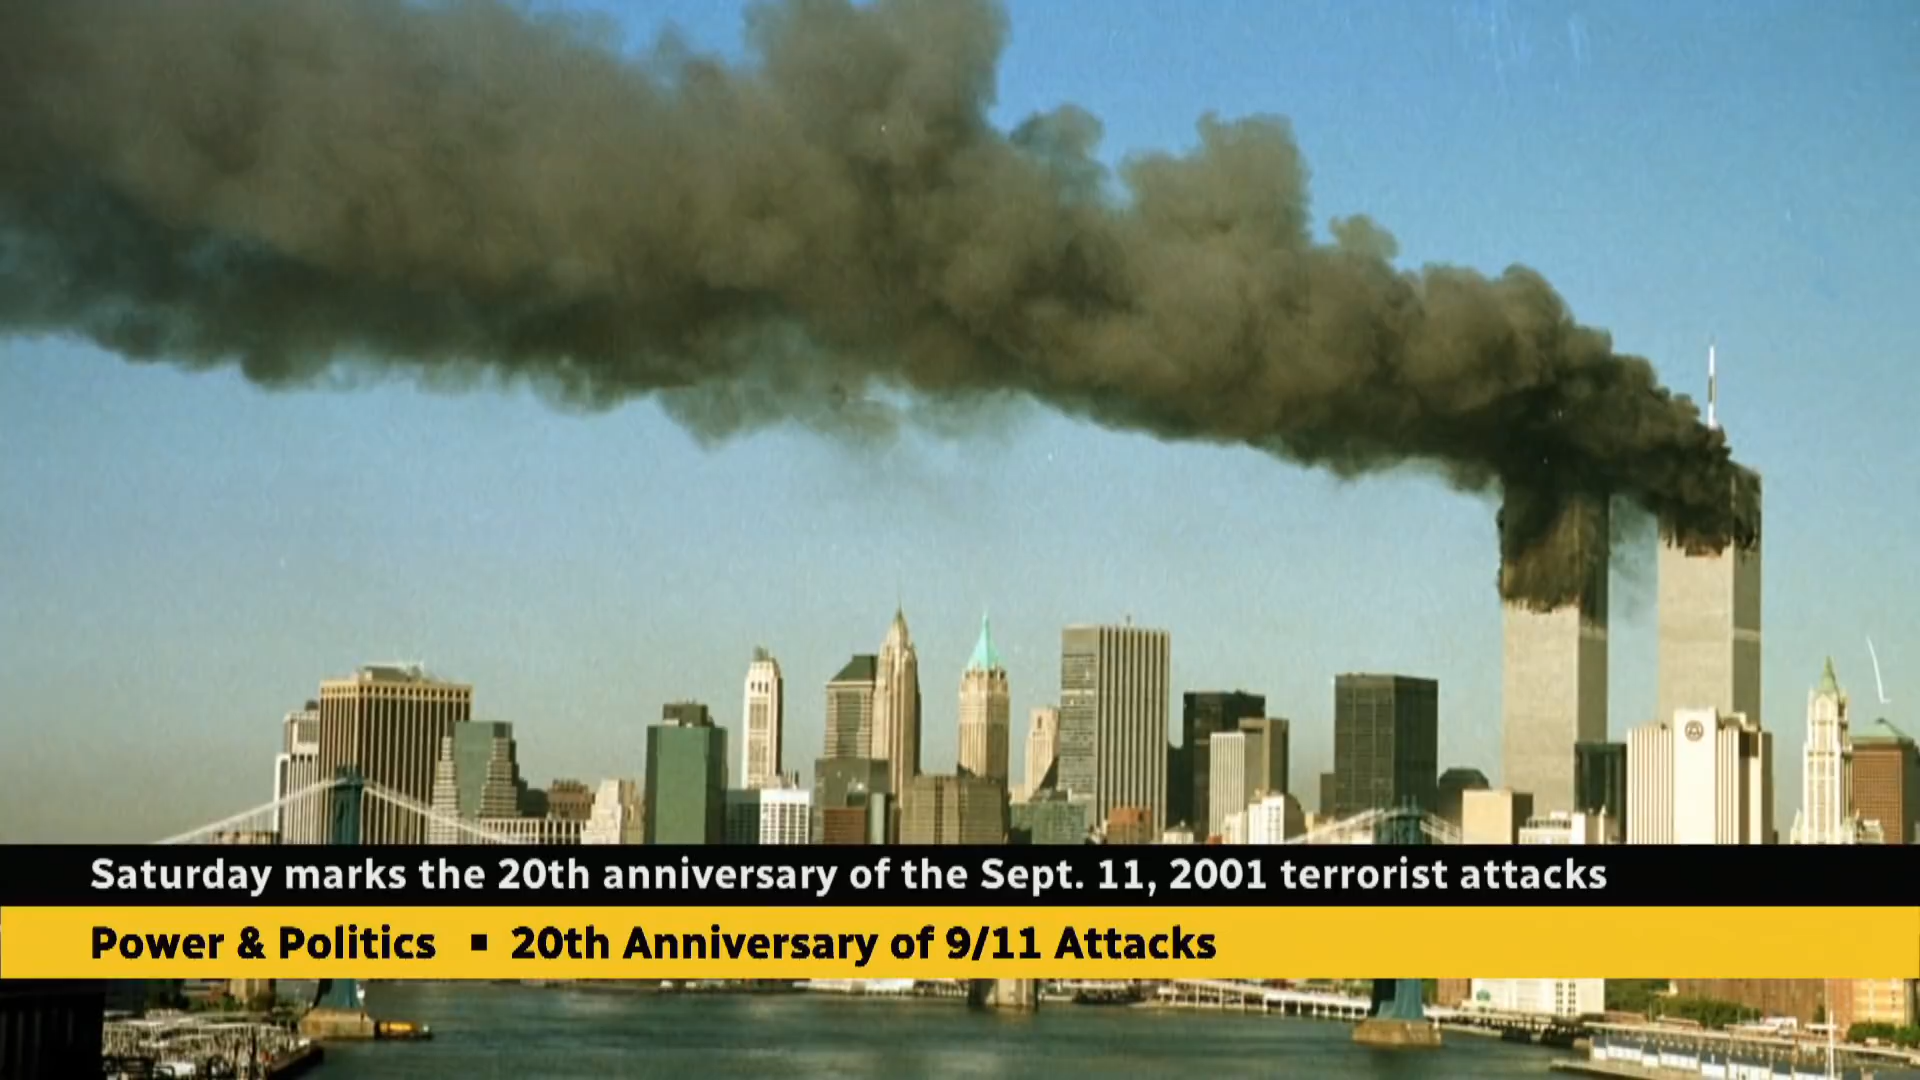 Saturday marks the 20th anniversary of the Sept. 11, 2001 terrorist attacks
Power & Politics ▪ 20th Anniversary of 9/11 Attacks